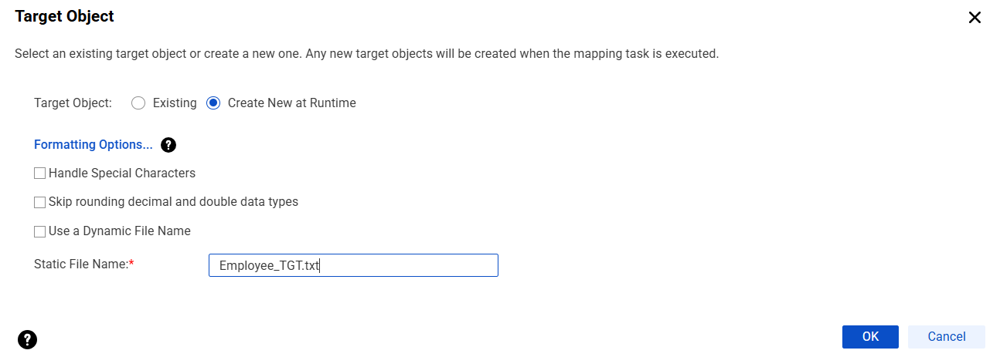 Target Object
Select an existing target object or create a new one. Any new target objects will be created when the mapping task is executed.
Target Object: Existing Create New at Runtime
Formatting Options... ?
Handle Special Characters
Skip rounding decimal and double data types
Use a Dynamic File Name
Static File Name:* Employee_TGT.txt
? OK Cancel